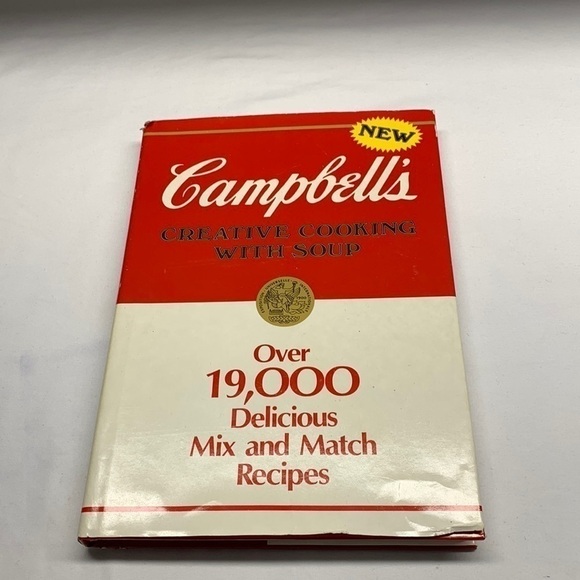 NEW
Campbell's
CREATIVE COOKING
WITH SOUP
Over
19,000
Delicious
Mix and Match
Recipes